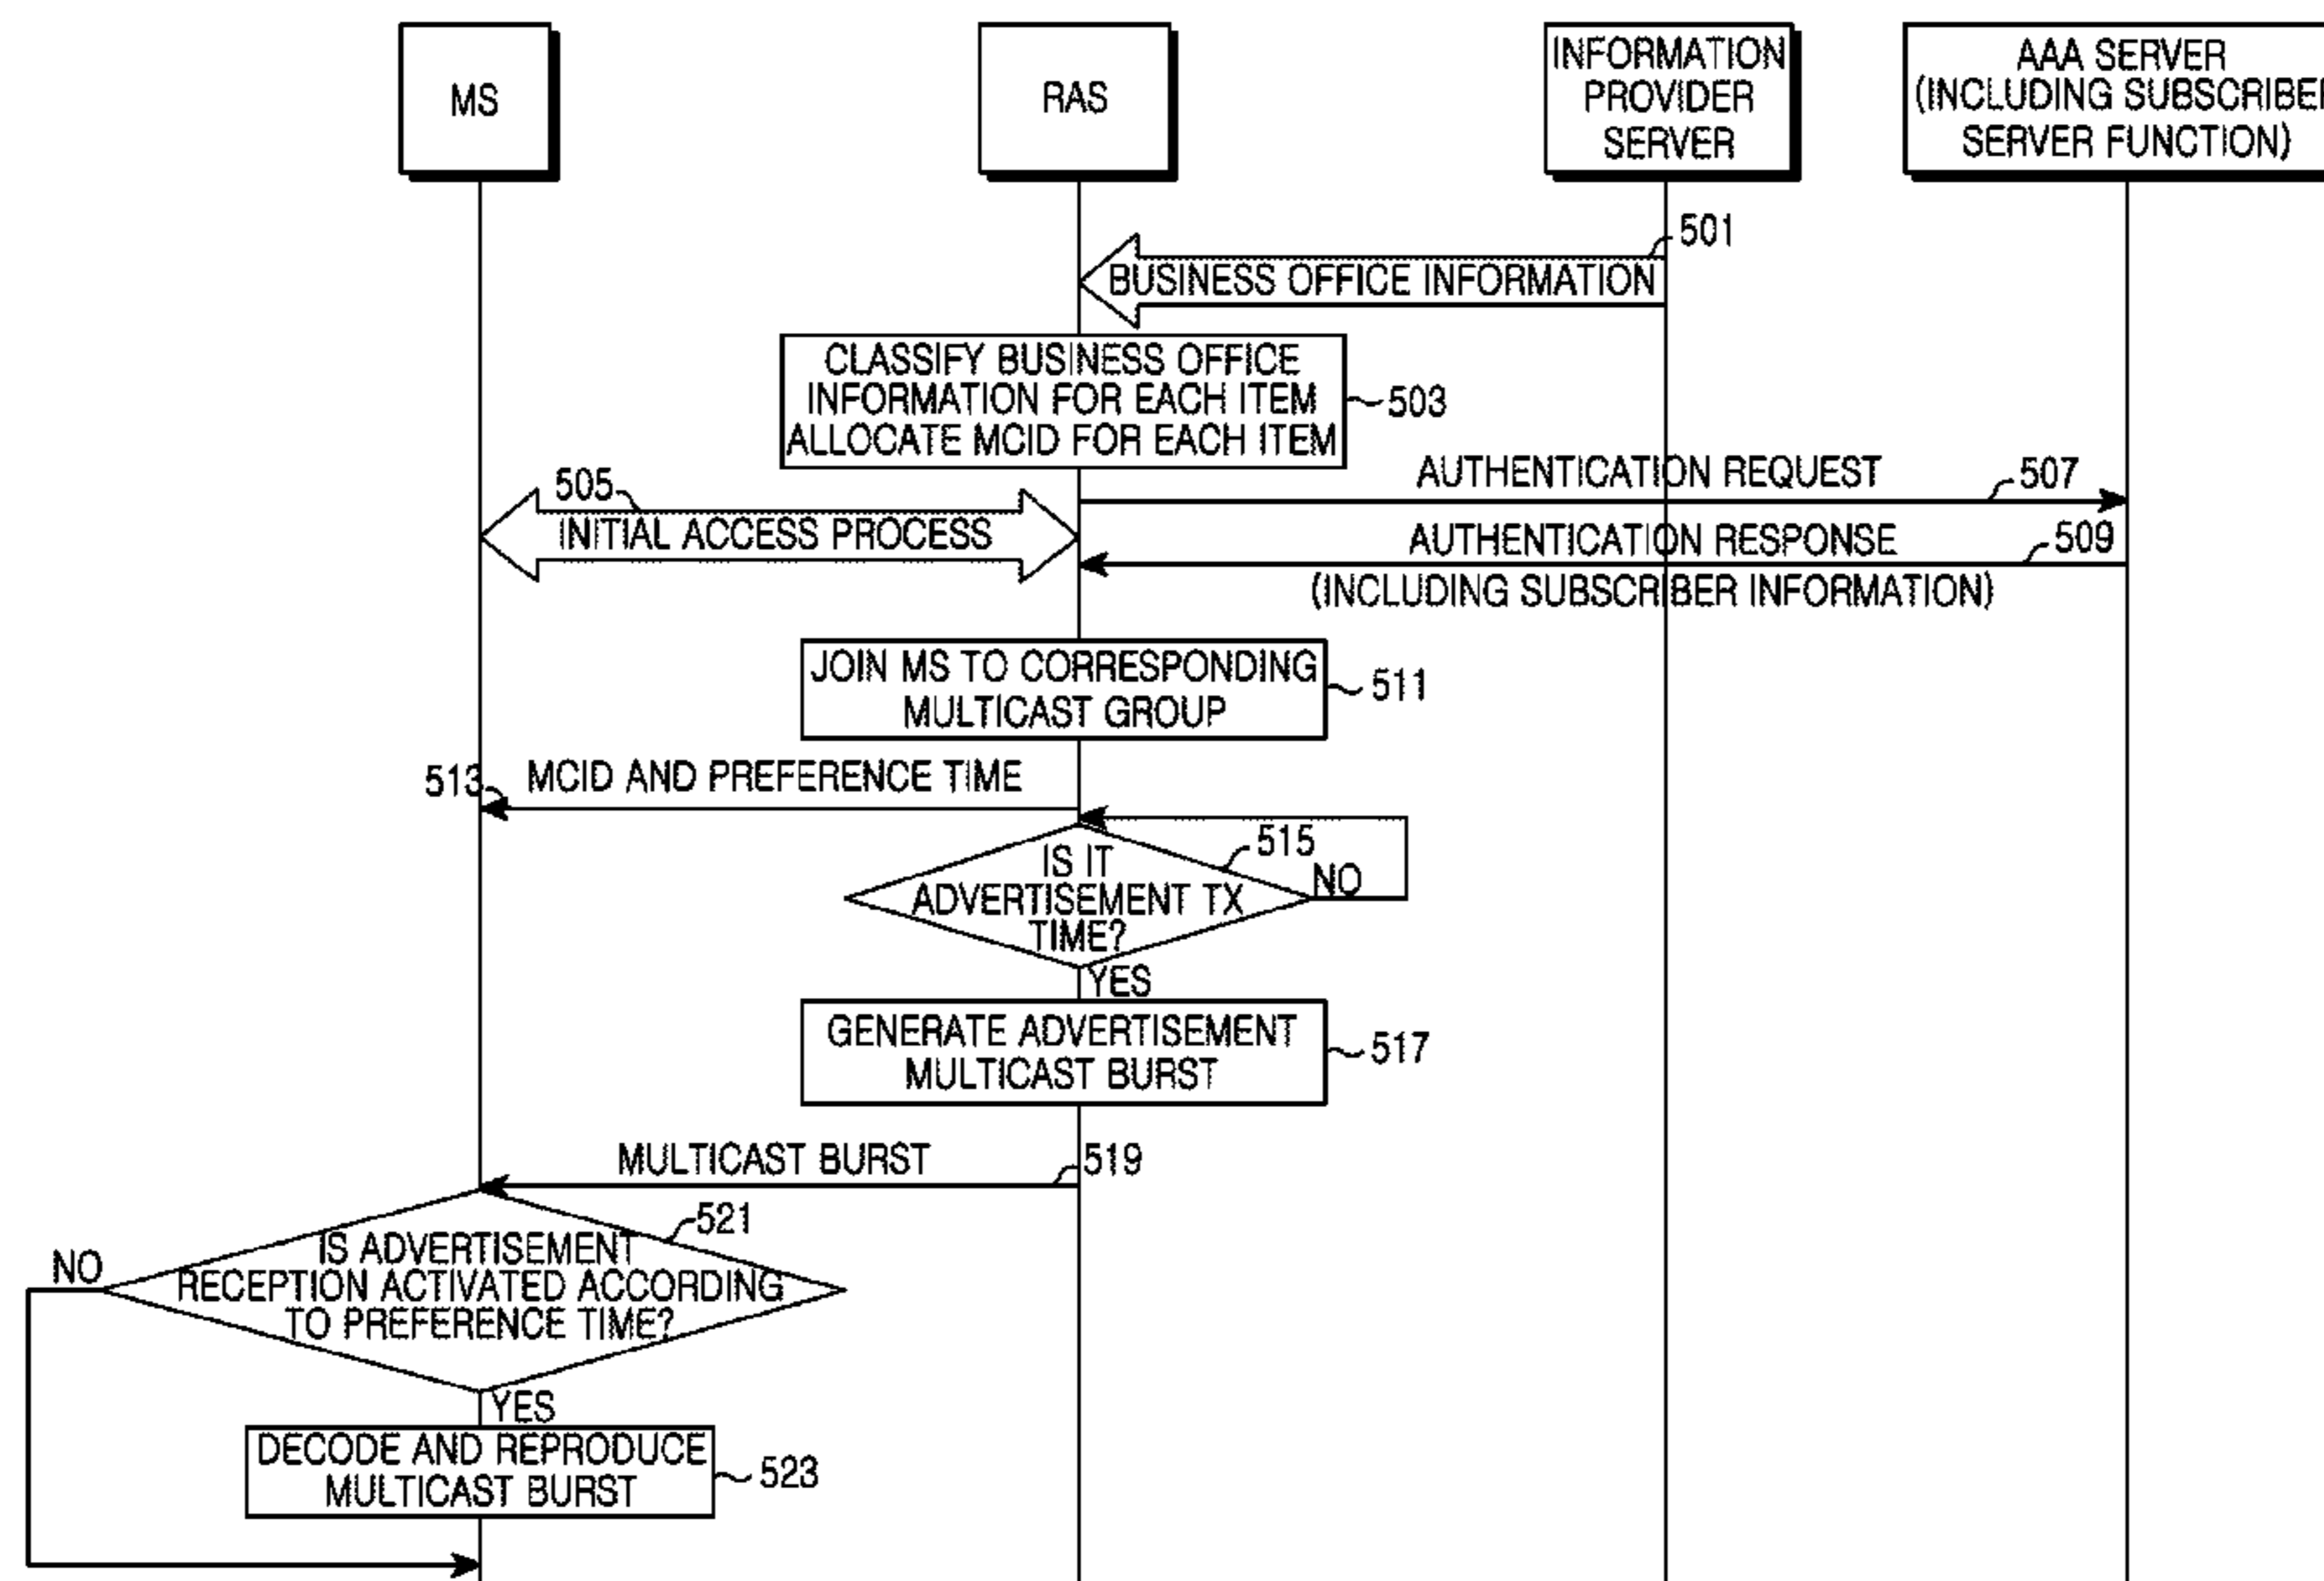 MS
RAS
INFORMATION
PROVIDER
SERVER
AAA SERVER
(INCLUDING SUBSCRIBER
SERVER FUNCTION)
501
BUSINESS OFFICE INFORMATION
CLASSIFY BUSINESS OFFICE
INFORMATION FOR EACH ITEM
ALLOCATE MCID FOR EACH ITEM
503
505
INITIAL ACCESS PROCESS
AUTHENTICATION REQUEST
507
AUTHENTICATION RESPONSE
509
(INCLUDING SUBSCRIBER INFORMATION)
JOIN MS TO CORRESPONDING
MULTICAST GROUP
511
513
MCID AND PREFERENCE TIME
515
IS IT
ADVERTISEMENT TX
TIME?
NO
YES
GENERATE ADVERTISEMENT
MULTICAST BURST
517
MULTICAST BURST
519
521
IS ADVERTISEMENT
RECEPTION ACTIVATED ACCORDING
TO PREFERENCE TIME?
NO
YES
DECODE AND REPRODUCE
MULTICAST BURST
523